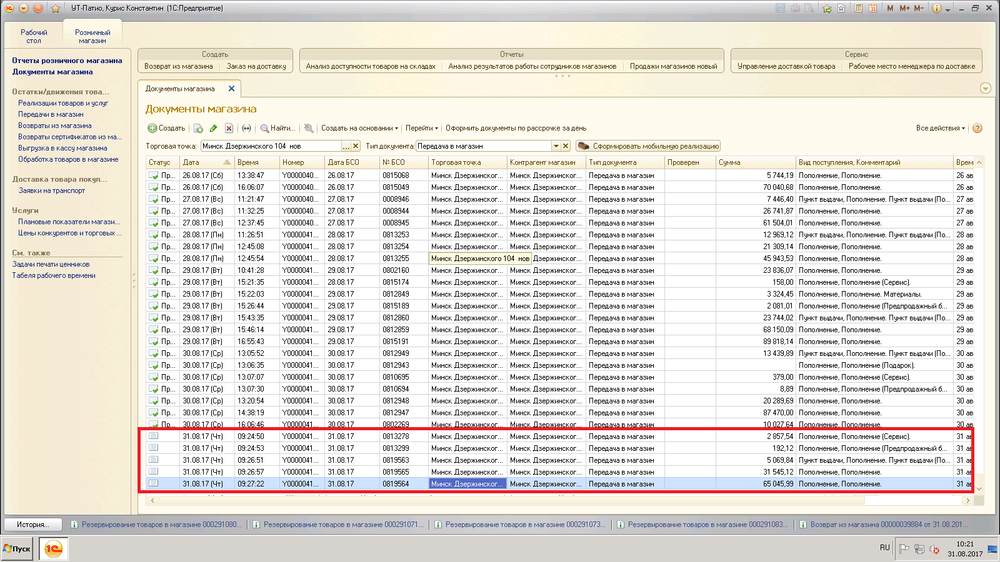 УТ-Патио, Курис Константин (1С:Предприятие)
M M+ M-
Рабочий стол
Розничный магазин
Отчеты розничного магазина
Документы магазина
Остатки/движения това...
Реализации товаров и услуг
Передачи в магазин
Возвраты из магазина
Возвраты сертификатов из ма...
Выгрузка в кассу магазина
Обработка товаров в магазине
Доставка товара покуп...
Заявки на транспорт
Услуги
Плановые показатели магази...
Цены конкурентов и торговых ...
См. также
Задачи печати ценников
Табеля рабочего времени
Создать
Возврат из магазина Заказ на доставку
Отчеты
Анализ доступности товаров на складах Анализ результатов работы сотрудников магазинов Продажи магазинов новый
Сервис
Управление доставкой товара Рабочее место менеджера по доставке
Документы магазина
Документы магазина
Создать Найти... Создать на основании Перейти Оформить документы по рассрочке за день Все действия
Торговая точка: Минск Дзержинского 104 нов ... Тип документа: Передача в магазин Сформировать мобильную реализацию
Статус Дата Время Номер Дата БСО № БСО Торговая точка Контрагент магазин Тип документа Проверен Сумма Вид поступления, Комментарий Врем
Пр... 26.08.17 (Сб) 13:38:47 Y0000040... 26.08.17 0815068 Минск Дзержинског... Минск Дзержинског... Передача в магазин 5 744,19 Пополнение, Пополнение. 26 ав
Пр... 26.08.17 (Сб) 16:06:07 Y0000040... 26.08.17 0815049 Минск Дзержинског... Минск Дзержинског... Передача в магазин 70 040,68 Пополнение, Пополнение. 26 ав
Пр... 27.08.17 (Вс) 11:21:47 Y0000040... 27.08.17 0008946 Минск Дзержинског... Минск Дзержинског... Передача в магазин 7 446,40 Пункт выдачи, Пополнение. Пункт выдачи (По... 27 ав
Пр... 27.08.17 (Вс) 11:32:25 Y0000040... 27.08.17 0008944 Минск Дзержинског... Минск Дзержинског... Передача в магазин 26 741,87 Пополнение, Пополнение. 27 ав
Пр... 27.08.17 (Вс) 12:37:45 Y0000040... 27.08.17 0008945 Минск Дзержинског... Минск Дзержинског... Передача в магазин 61 504,01 Пополнение, Пополнение. 27 ав
Пр... 28.08.17 (Пн) 11:26:51 Y0000041... 28.08.17 0813253 Минск Дзержинског... Минск Дзержинског... Передача в магазин 12 969,12 Пункт выдачи, Пополнение. Пункт выдачи (По... 28 ав
Пр... 28.08.17 (Пн) 12:45:08 Y0000041... 28.08.17 0813254 Минск Дзержинског... Минск Дзержинског... Передача в магазин 21 309,14 Пополнение, Пополнение. 28 ав
Пр... 28.08.17 (Пн) 12:45:54 Y0000041... 28.08.17 0813255 Минск Дзержинского 104 нов Дзержинског... Передача в магазин 45 943,53 Пополнение, Пополнение. 28 ав
Пр... 29.08.17 (Вт) 10:41:28 Y0000041... 29.08.17 0802160 Минск Дзержинског... Минск Дзержинског... Передача в магазин 23 836,07 Пополнение, Пополнение. 29 ав
Пр... 29.08.17 (Вт) 15:21:35 Y0000041... 28.08.17 0815174 Минск Дзержинског... Минск Дзержинског... Передача в магазин 158,00 Пополнение, Пополнение (Сервис). 29 ав
Пр... 29.08.17 (Вт) 15:22:03 Y0000041... 29.08.17 0812849 Минск Дзержинског... Минск Дзержинског... Передача в магазин 3 324,45 Пополнение, Пополнение. Материалы. 29 ав
Пр... 29.08.17 (Вт) 15:26:44 Y0000041... 29.08.17 0815189 Минск Дзержинског... Минск Дзержинског... Передача в магазин 2 081,01 Пополнение, Пополнение (Предпродажный б... 29 ав
Пр... 29.08.17 (Вт) 15:43:35 Y0000041... 29.08.17 0812860 Минск Дзержинског... Минск Дзержинског... Передача в магазин 23 744,02 Пункт выдачи, Пополнение. Пункт выдачи (По... 29 ав
Пр... 29.08.17 (Вт) 15:46:14 Y0000041... 29.08.17 0812859 Минск Дзержинског... Минск Дзержинског... Передача в магазин 68 150,09 Пополнение, Пополнение. 29 ав
Пр... 29.08.17 (Вт) 16:55:43 Y0000041... 29.08.17 0815191 Минск Дзержинског... Минск Дзержинског... Передача в магазин 89 818,14 Пополнение, Пополнение. 29 ав
Пр... 30.08.17 (Ср) 13:05:52 Y0000041... 30.08.17 0812949 Минск Дзержинског... Минск Дзержинског... Передача в магазин 13 439,89 Пункт выдачи, Пополнение. Пункт выдачи (По... 30 ав
Пр... 30.08.17 (Ср) 13:06:35 Y0000041... 30.08.17 0812943 Минск Дзержинског... Минск Дзержинског... Передача в магазин Пополнение, Пополнение (Подарок). 30 ав
Пр... 30.08.17 (Ср) 13:07:07 Y0000041... 30.08.17 0810695 Минск Дзержинског... Минск Дзержинског... Передача в магазин 379,00 Пополнение, Пополнение (Сервис). 30 ав
Пр... 30.08.17 (Ср) 13:07:30 Y0000041... 30.08.17 0810694 Минск Дзержинског... Минск Дзержинског... Передача в магазин 8,89 Пополнение, Пополнение (Предпродажный б... 30 ав
Пр... 30.08.17 (Ср) 13:20:54 Y0000041... 30.08.17 0812948 Минск Дзержинског... Минск Дзержинског... Передача в магазин 20 289,69 Пополнение, Пополнение. 30 ав
Пр... 30.08.17 (Ср) 14:38:19 Y0000041... 30.08.17 0812947 Минск Дзержинског... Минск Дзержинског... Передача в магазин 87 470,00 Пополнение, Пополнение. 30 ав
Пр... 30.08.17 (Ср) 16:06:46 Y0000041... 30.08.17 0802269 Минск Дзержинског... Минск Дзержинског... Передача в магазин 10 027,64 Пополнение, Пополнение. 30 ав
31.08.17 (Чт) 09:24:50 Y0000041... 31.08.17 0813278 Минск Дзержинског... Минск Дзержинског... Передача в магазин 2 857,54 Пополнение, Пополнение (Сервис). 31 ав
31.08.17 (Чт) 09:24:53 Y0000041... 31.08.17 0813299 Минск Дзержинског... Минск Дзержинског... Передача в магазин 192,12 Пополнение, Пополнение (Предпродажный б... 31 ав
31.08.17 (Чт) 09:26:51 Y0000041... 31.08.17 0819563 Минск Дзержинског... Минск Дзержинског... Передача в магазин 5 069,84 Пункт выдачи, Пополнение. Пункт выдачи (По... 31 ав
31.08.17 (Чт) 09:26:57 Y0000041... 31.08.17 0819565 Минск Дзержинског... Минск Дзержинског... Передача в магазин 31 545,12 Пополнение, Пополнение. 31 ав
31.08.17 (Чт) 09:27:22 Y0000041... 31.08.17 0819564 Минск Дзержинског... Минск Дзержинског... Передача в магазин 65 045,99 Пополнение, Пополнение. 31 ав
История... Резервирование товаров в магазине 000291080... Резервирование товаров в магазине 000291071... Резервирование товаров в магазине 000291073... Резервирование товаров в магазине 000291083... Возврат из магазина 00000039884 от 31.08.201...
Пуск 1С RU 10:21
31.08.2017